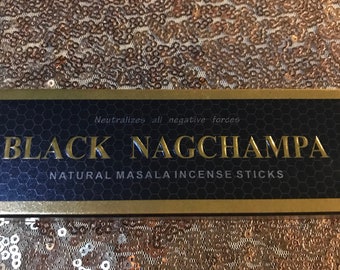 Neutralizes all negative forces
BLACK NAGCHAMPA
NATURAL MASALA INCENSE STICKS